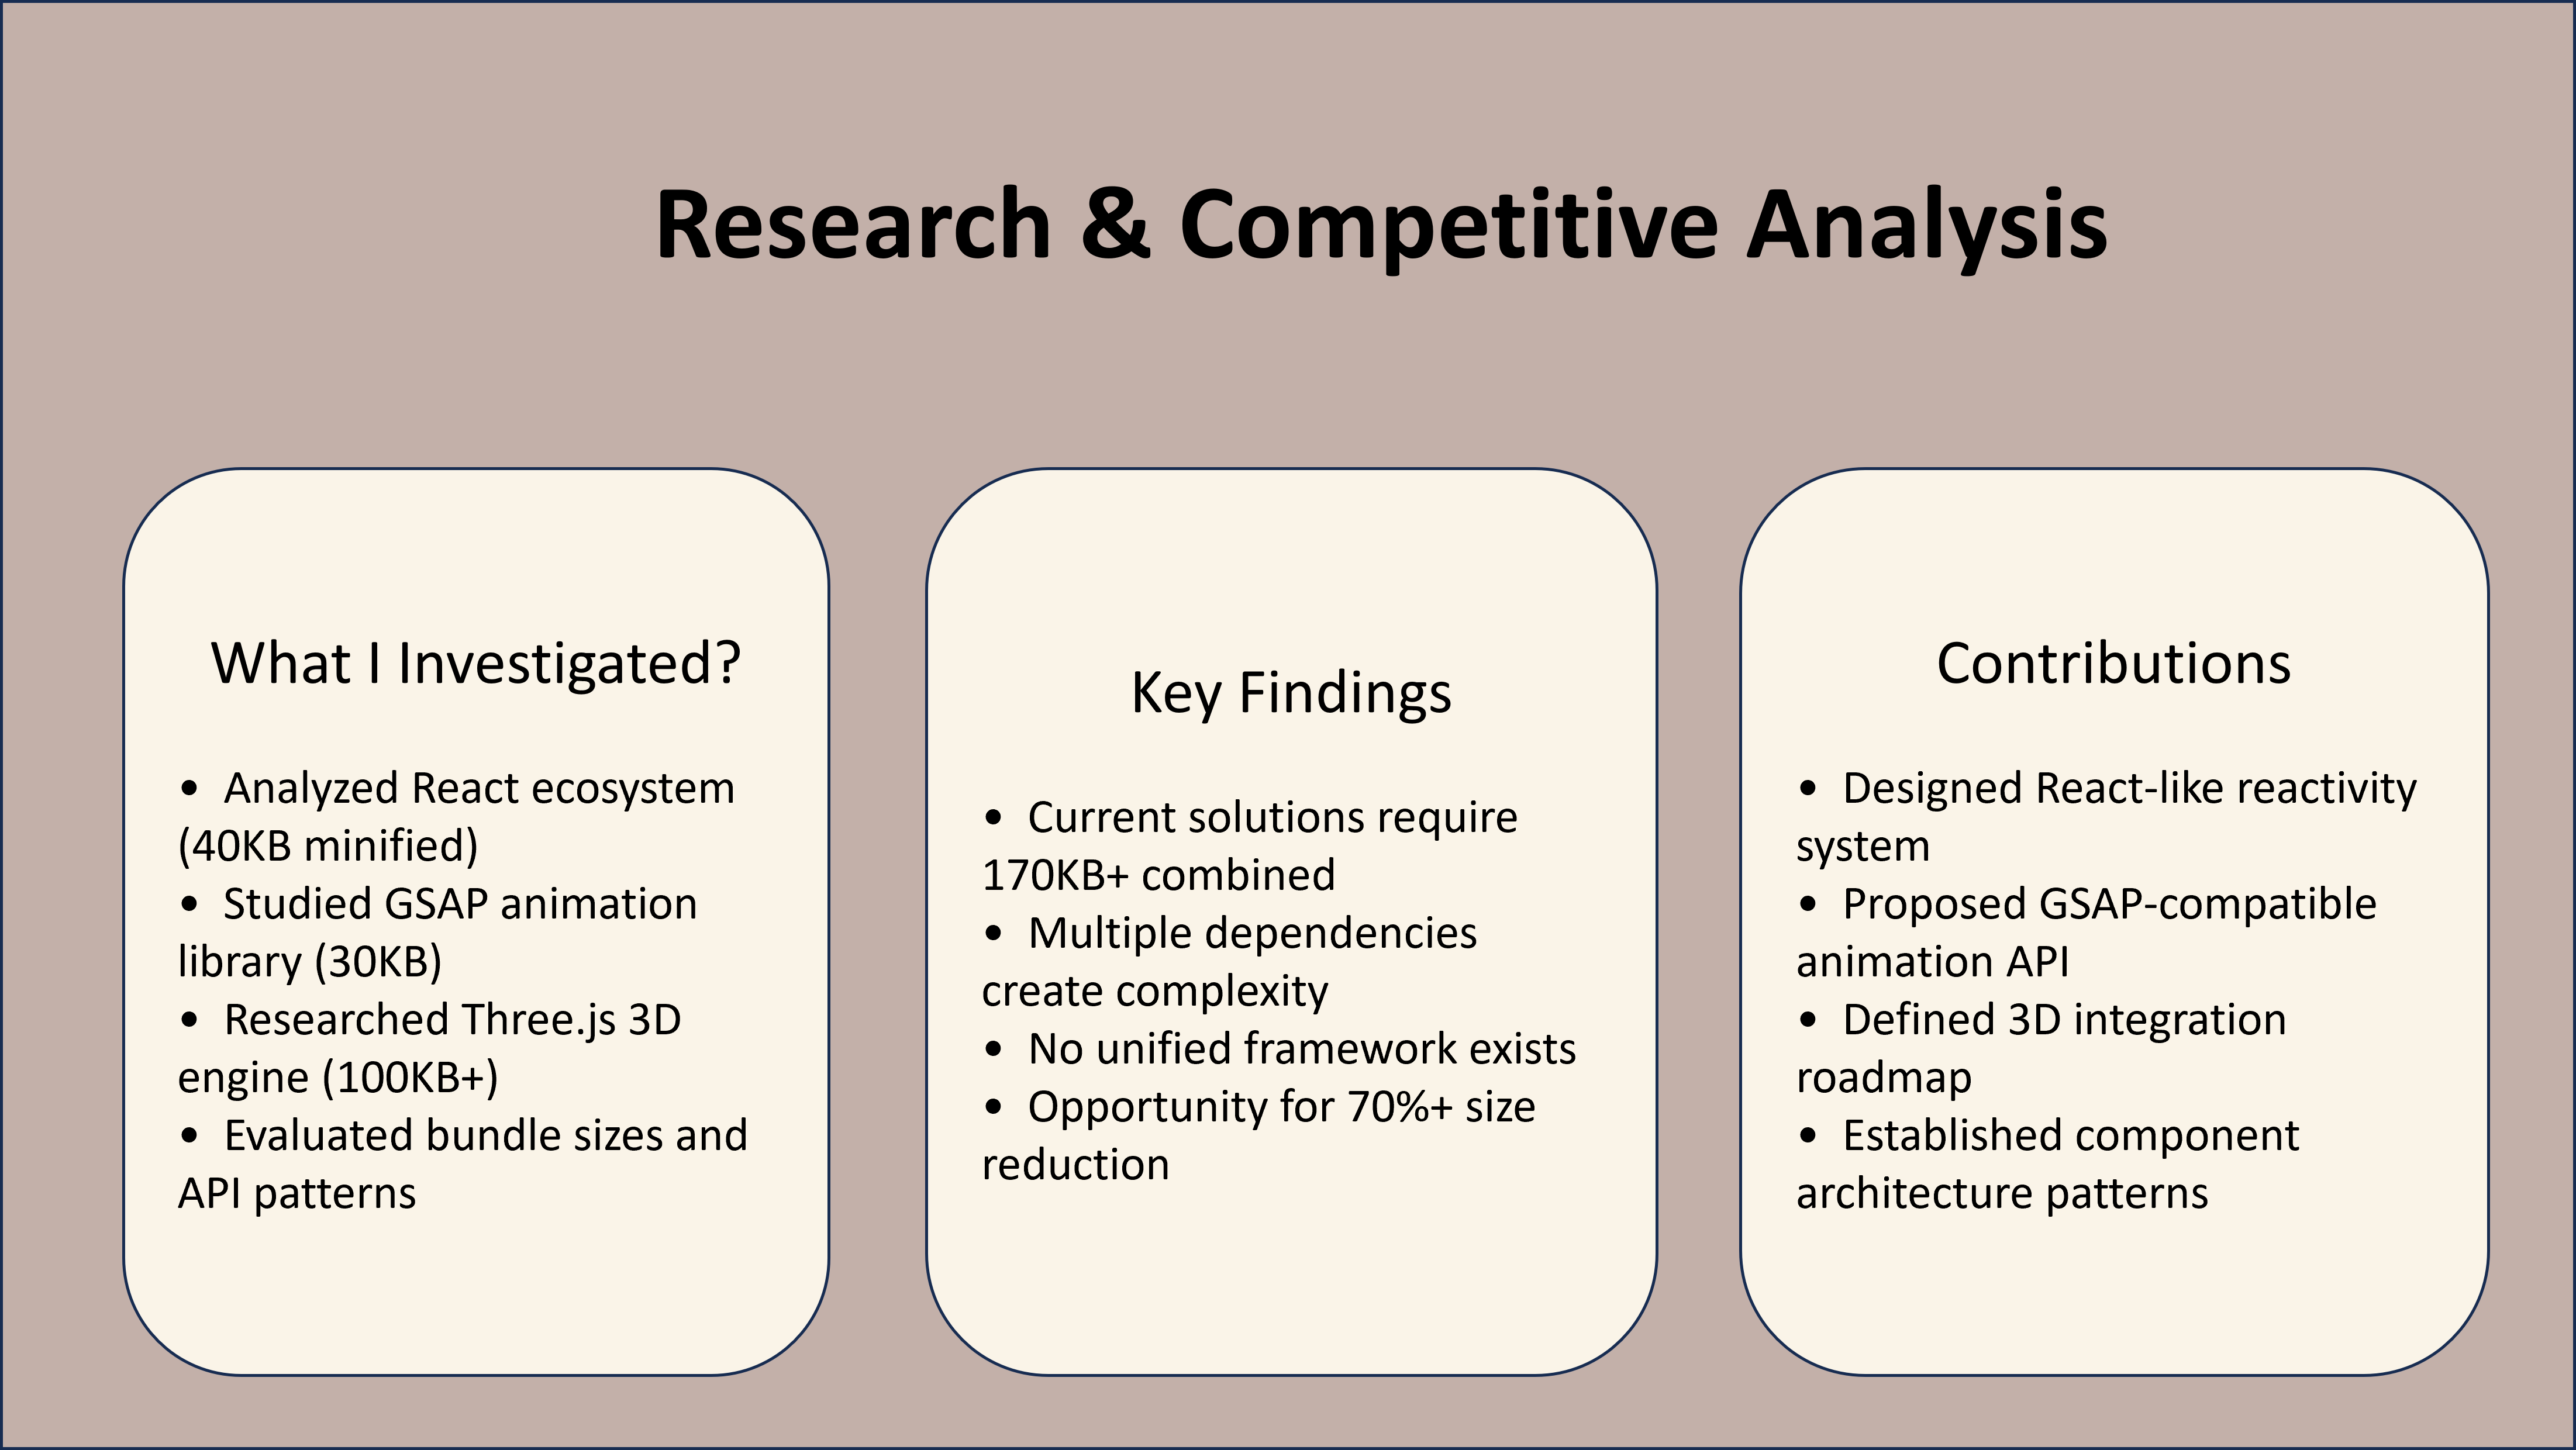 Research & Competitive Analysis
What I Investigated?
• Analyzed React ecosystem
(40KB minified)
• Studied GSAP animation
library (30KB)
• Researched Three.js 3D
engine (100KB+)
• Evaluated bundle sizes and
API patterns
Key Findings
• Current solutions require
170KB+ combined
• Multiple dependencies
create complexity
• No unified framework exists
• Opportunity for 70%+ size
reduction
Contributions
• Designed React-like reactivity
system
• Proposed GSAP-compatible
animation API
• Defined 3D integration
roadmap
• Established component
architecture patterns